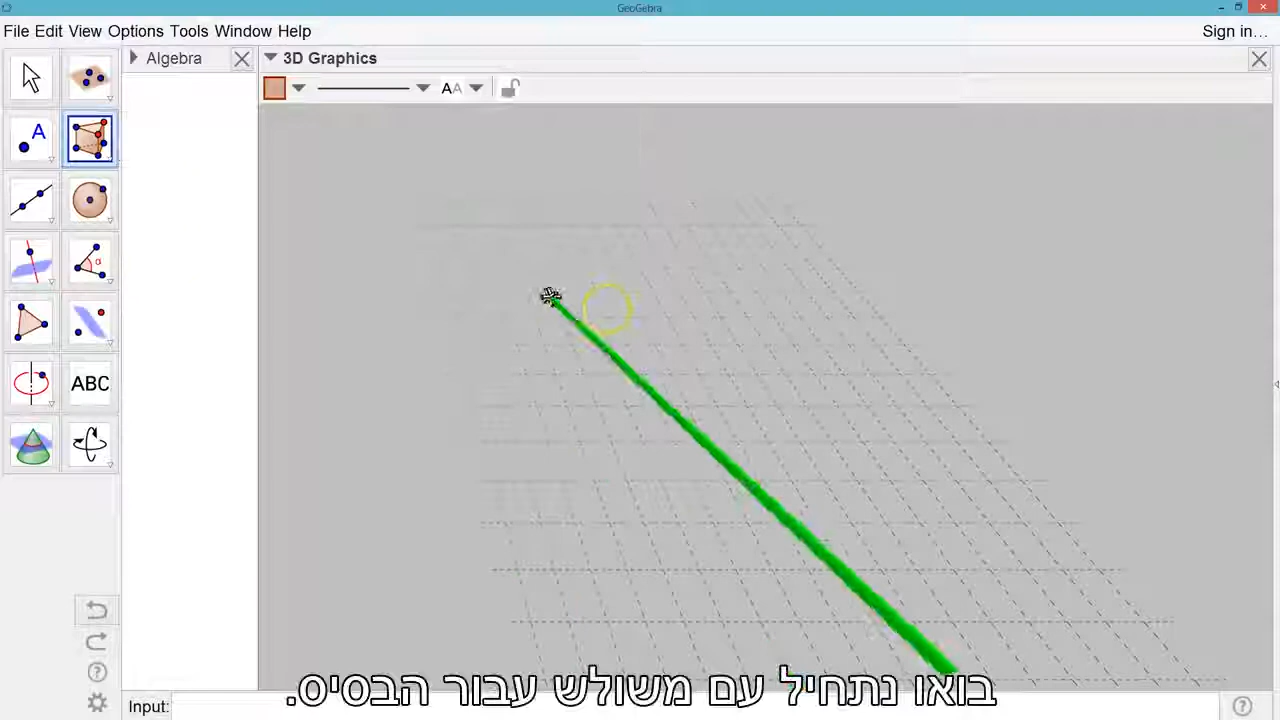 GeoGebra
File Edit View Options Tools Window Help
Sign in...
Algebra
3D Graphics
AA
A
α
ABC
בואו נתחיל עם משולש עבור הבסיס.
Input: